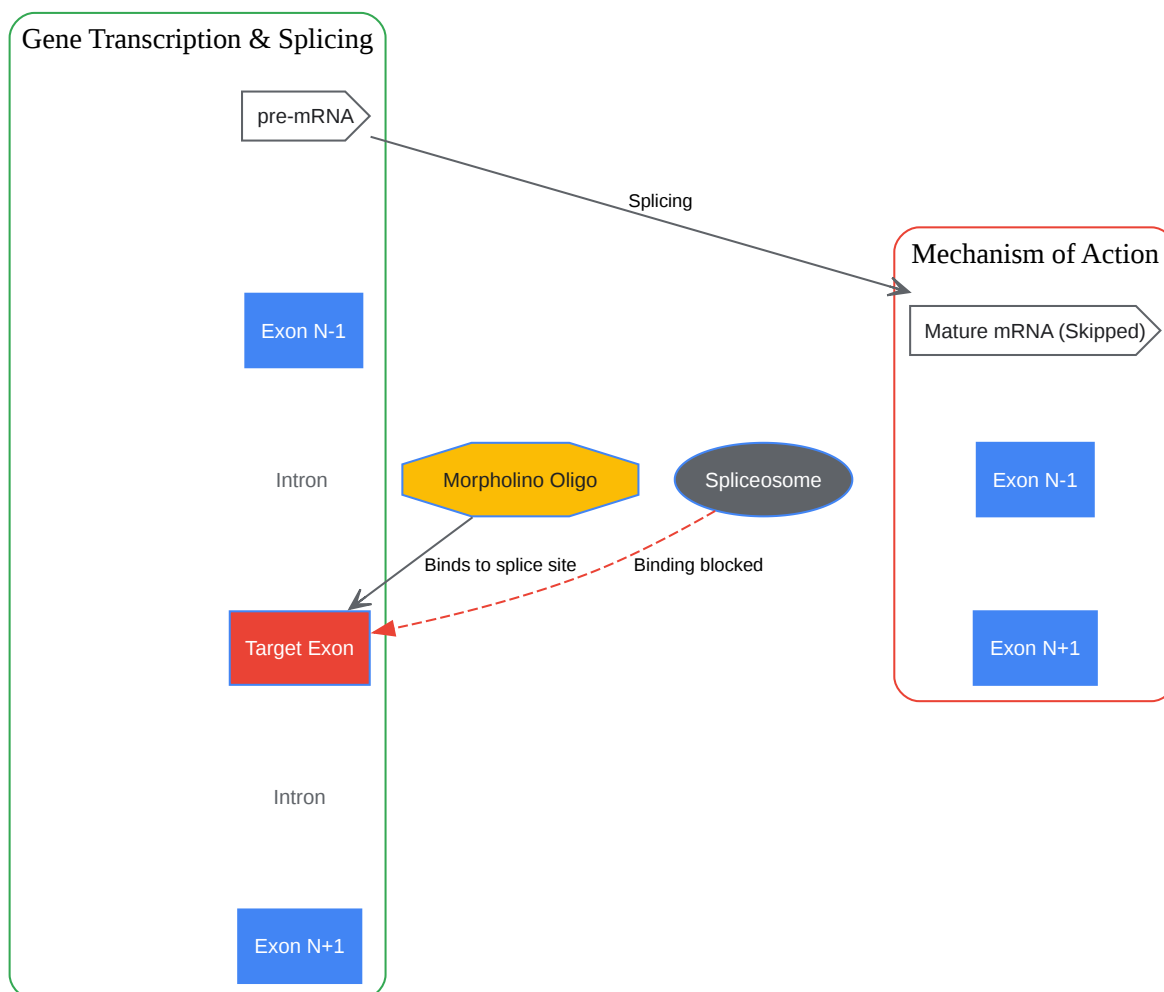 Gene Transcription & Splicing
pre-mRNA
Splicing
Mechanism of Action
Mature mRNA (Skipped)
Exon N-1
Intron
Morpholino Oligo
Spliceosome
Exon N-1
Binds to splice site
Binding blocked
Target Exon
Exon N+1
Intron
Exon N+1